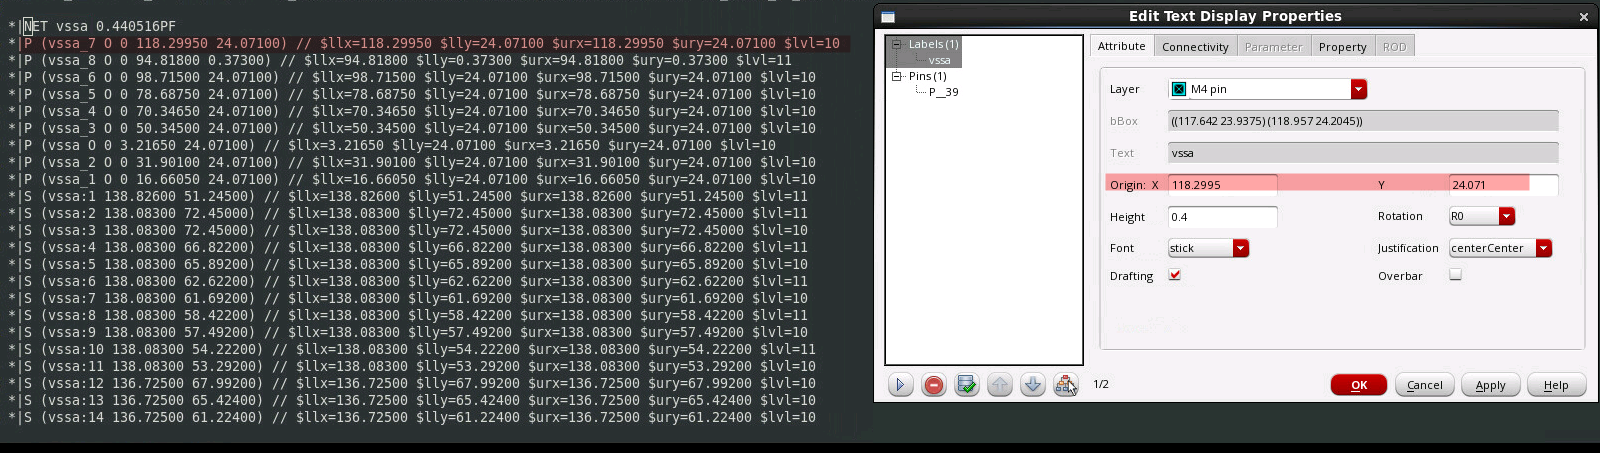 *|NET vssa 0.440516PF
*|P (vssa_7 O 0 118.29950 24.07100) // $llx=118.29950 $lly=24.07100 $urx=118.29950 $ury=24.07100 $lvl=10
*|P (vssa_8 O 0 94.81800 0.37300) // $llx=94.81800 $lly=0.37300 $urx=94.81800 $ury=0.37300 $lvl=11
*|P (vssa_6 O 0 98.71500 24.07100) // $llx=98.71500 $lly=24.07100 $urx=98.71500 $ury=24.07100 $lvl=10
*|P (vssa_5 O 0 78.68750 24.07100) // $llx=78.68750 $lly=24.07100 $urx=78.68750 $ury=24.07100 $lvl=10
*|P (vssa_4 O 0 70.34650 24.07100) // $llx=70.34650 $lly=24.07100 $urx=70.34650 $ury=24.07100 $lvl=10
*|P (vssa_3 O 0 50.34500 24.07100) // $llx=50.34500 $lly=24.07100 $urx=50.34500 $ury=24.07100 $lvl=10
*|P (vssa O 0 3.21650 24.07100) // $llx=3.21650 $lly=24.07100 $urx=3.21650 $ury=24.07100 $lvl=10
*|P (vssa_2 O 0 31.90100 24.07100) // $llx=31.90100 $lly=24.07100 $urx=31.90100 $ury=24.07100 $lvl=10
*|P (vssa_1 O 0 16.66050 24.07100) // $llx=16.66050 $lly=24.07100 $urx=16.66050 $ury=24.07100 $lvl=10
*|S (vssa:1 138.82600 51.24500) // $llx=138.82600 $lly=51.24500 $urx=138.82600 $ury=51.24500 $lvl=11
*|S (vssa:2 138.08300 72.45000) // $llx=138.08300 $lly=72.45000 $urx=138.08300 $ury=72.45000 $lvl=11
*|S (vssa:3 138.08300 72.45000) // $llx=138.08300 $lly=72.45000 $urx=138.08300 $ury=72.45000 $lvl=10
*|S (vssa:4 138.08300 66.82200) // $llx=138.08300 $lly=66.82200 $urx=138.08300 $ury=66.82200 $lvl=11
*|S (vssa:5 138.08300 65.89200) // $llx=138.08300 $lly=65.89200 $urx=138.08300 $ury=65.89200 $lvl=10
*|S (vssa:6 138.08300 62.62200) // $llx=138.08300 $lly=62.62200 $urx=138.08300 $ury=62.62200 $lvl=11
*|S (vssa:7 138.08300 61.69200) // $llx=138.08300 $lly=61.69200 $urx=138.08300 $ury=61.69200 $lvl=10
*|S (vssa:8 138.08300 58.42200) // $llx=138.08300 $lly=58.42200 $urx=138.08300 $ury=58.42200 $lvl=11
*|S (vssa:9 138.08300 57.49200) // $llx=138.08300 $lly=57.49200 $urx=138.08300 $ury=57.49200 $lvl=10
*|S (vssa:10 138.08300 54.22200) // $llx=138.08300 $lly=54.22200 $urx=138.08300 $ury=54.22200 $lvl=11
*|S (vssa:11 138.08300 53.29200) // $llx=138.08300 $lly=53.29200 $urx=138.08300 $ury=53.29200 $lvl=10
*|S (vssa:12 136.72500 67.99200) // $llx=136.72500 $lly=67.99200 $urx=136.72500 $ury=67.99200 $lvl=10
*|S (vssa:13 136.72500 65.42400) // $llx=136.72500 $lly=65.42400 $urx=136.72500 $ury=65.42400 $lvl=10
*|S (vssa:14 136.72500 61.22400) // $llx=136.72500 $lly=61.22400 $urx=136.72500 $ury=61.22400 $lvl=10
Edit Text Display Properties
Labels (1)
vssa
Pins (1)
P__39
Attribute Connectivity Parameter Property ROD
Layer M4 pin
bBox ((117.642 23.9375) (118.957 24.2045))
Text vssa
Origin: X 118.2995 Y 24.071
Height 0.4 Rotation R0
Font stick Justification centerCenter
Drafting Overbar
1/2 OK Cancel Apply Help